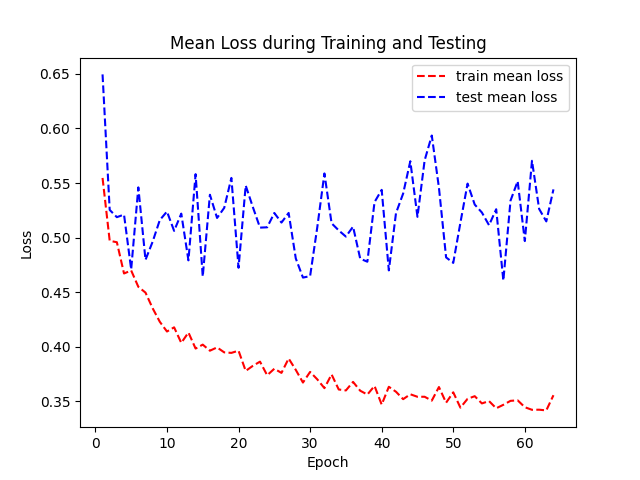 Mean Loss during Training and Testing
train mean loss
test mean loss
Loss
0.65
0.60
0.55
0.50
0.45
0.40
0.35
0 10 20 30 40 50 60
Epoch